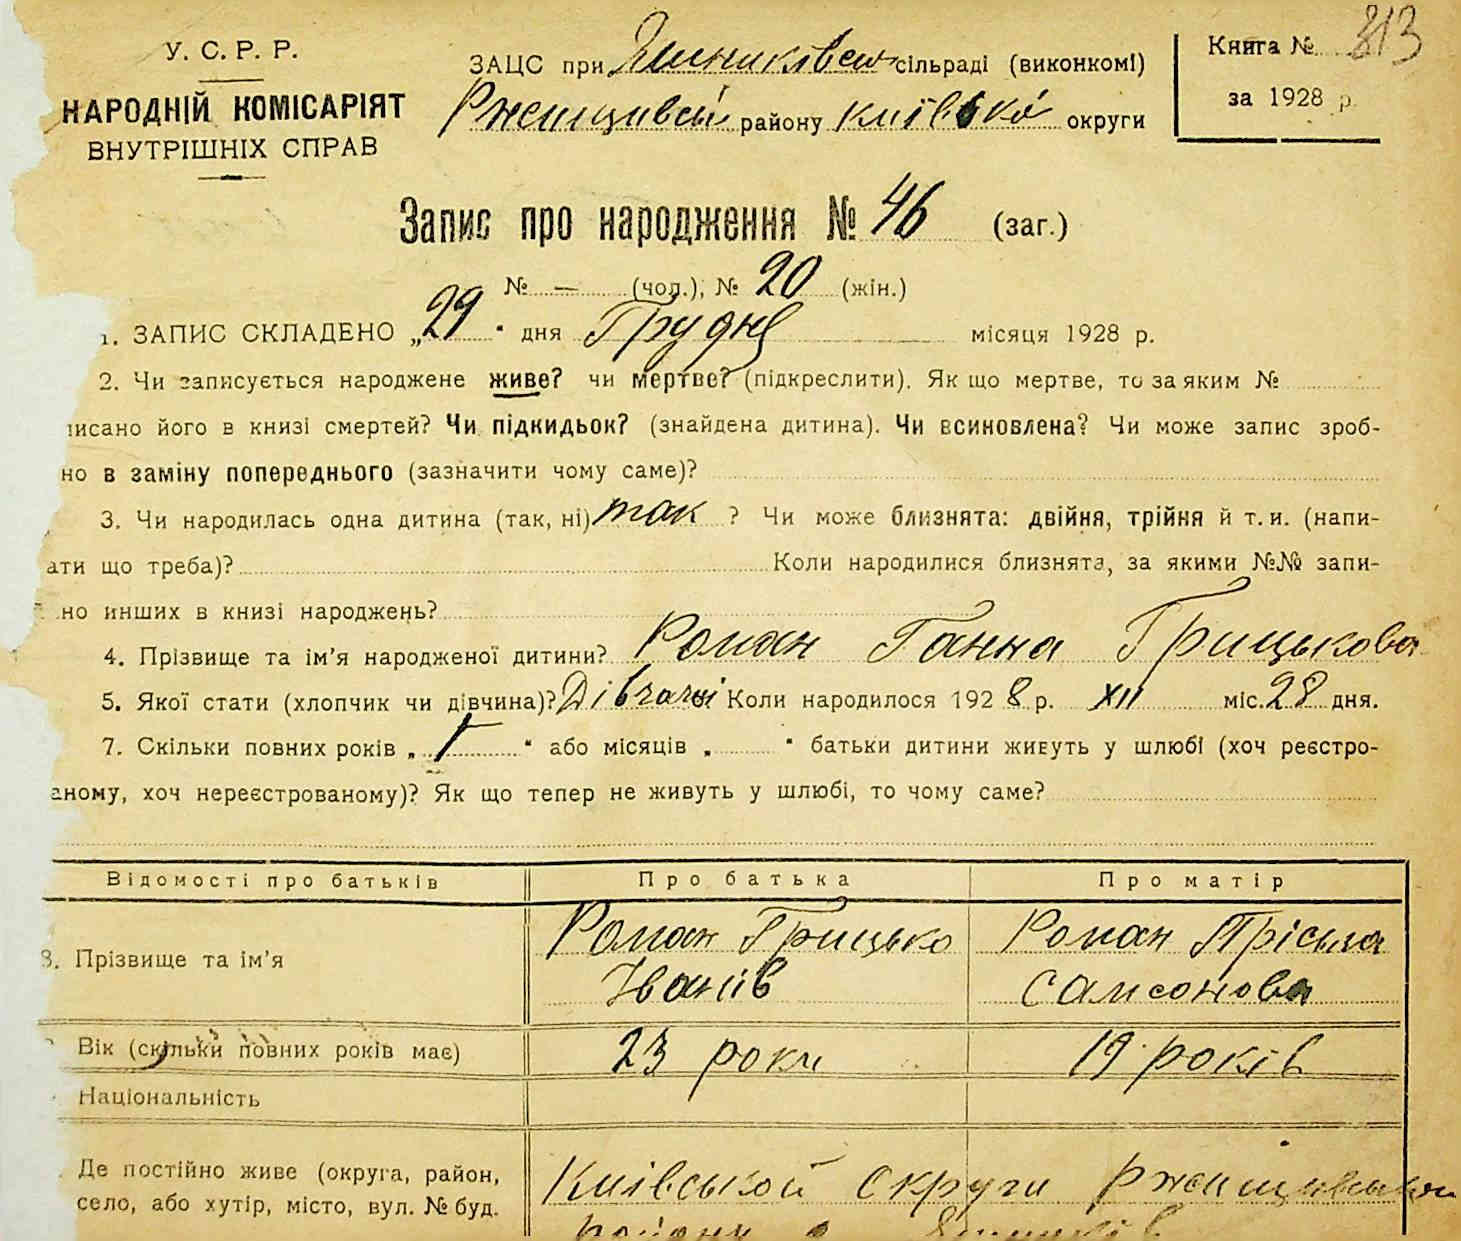 У. С. Р. Р.
НАРОДНІЙ КОМІСАРІЯТ
ВНУТРІШНІХ СПРАВ
ЗАЦС при сільраді (виконкомі)
району округи
Книга № 313
за 1928 р.
Запис про народження № 46 (заг.)
№ — (чол.), № 20 (жін.)
1. ЗАПИС СКЛАДЕНО „29" дня Грудня місяця 1928 р.
2. Чи записується народжене живе? чи мертве? (підкреслити). Як що мертве, то за яким №
писано його в книзі смертей? Чи підкидьок? (знайдена дитина). Чи всиновлена? Чи може запис зроб-
но в заміну попереднього (зазначити чому саме)?
3. Чи народилась одна дитина (так, ні) так ? Чи може близнята: двійня, трійня й т. и. (напи-
ати що треба)? Коли народилися близнята, за якими №№ запи-
но инших в книзі народжень?
4. Прізвище та ім'я народженої дитини? Роман Ганна Грицькова
5. Якої стати (хлопчик чи дівчина)? Дівчачої Коли народилося 1928 р. XII міс. 28 дня.
7. Скільки повних років „1" або місяців „ " батьки дитини живуть у шлюбі (хоч реєстро-
аному, хоч нереєстрованому)? Як що тепер не живуть у шлюбі, то чому саме?
Відомості про батьків Про батька Про матір
8. Прізвище та ім'я
Роман Грицько
Іванів
Роман Прісьла
Самсонова
Вік (скільки повних років має) 23 роки 19 років
Національність
Де постійно живе (округа, район,
село, або хутір, місто, вул. № буд.
Київської округи